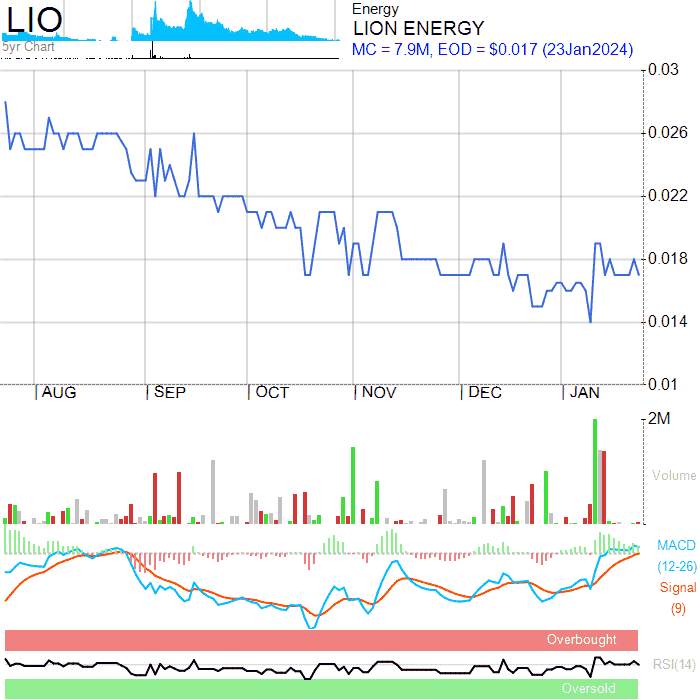 LIO
5yr Chart
Energy
LION ENERGY
MC = 7.9M, EOD = $0.017 (23Jan2024)
0.03
0.026
0.022
0.018
0.014
0.01
AUG SEP OCT NOV DEC JAN
2M
Volume
MACD
(12-26)
Signal
(9)
Overbought
RSI(14)
Oversold